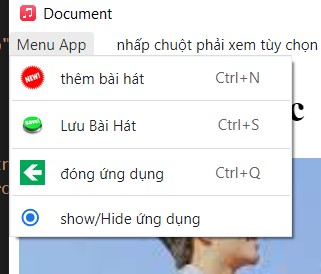 Document
Menu App nhấp chuột phải xem tùy chọn
thêm bài hát Ctrl+N
Lưu Bài Hát Ctrl+S
đóng ứng dụng Ctrl+Q
show/Hide ứng dụng